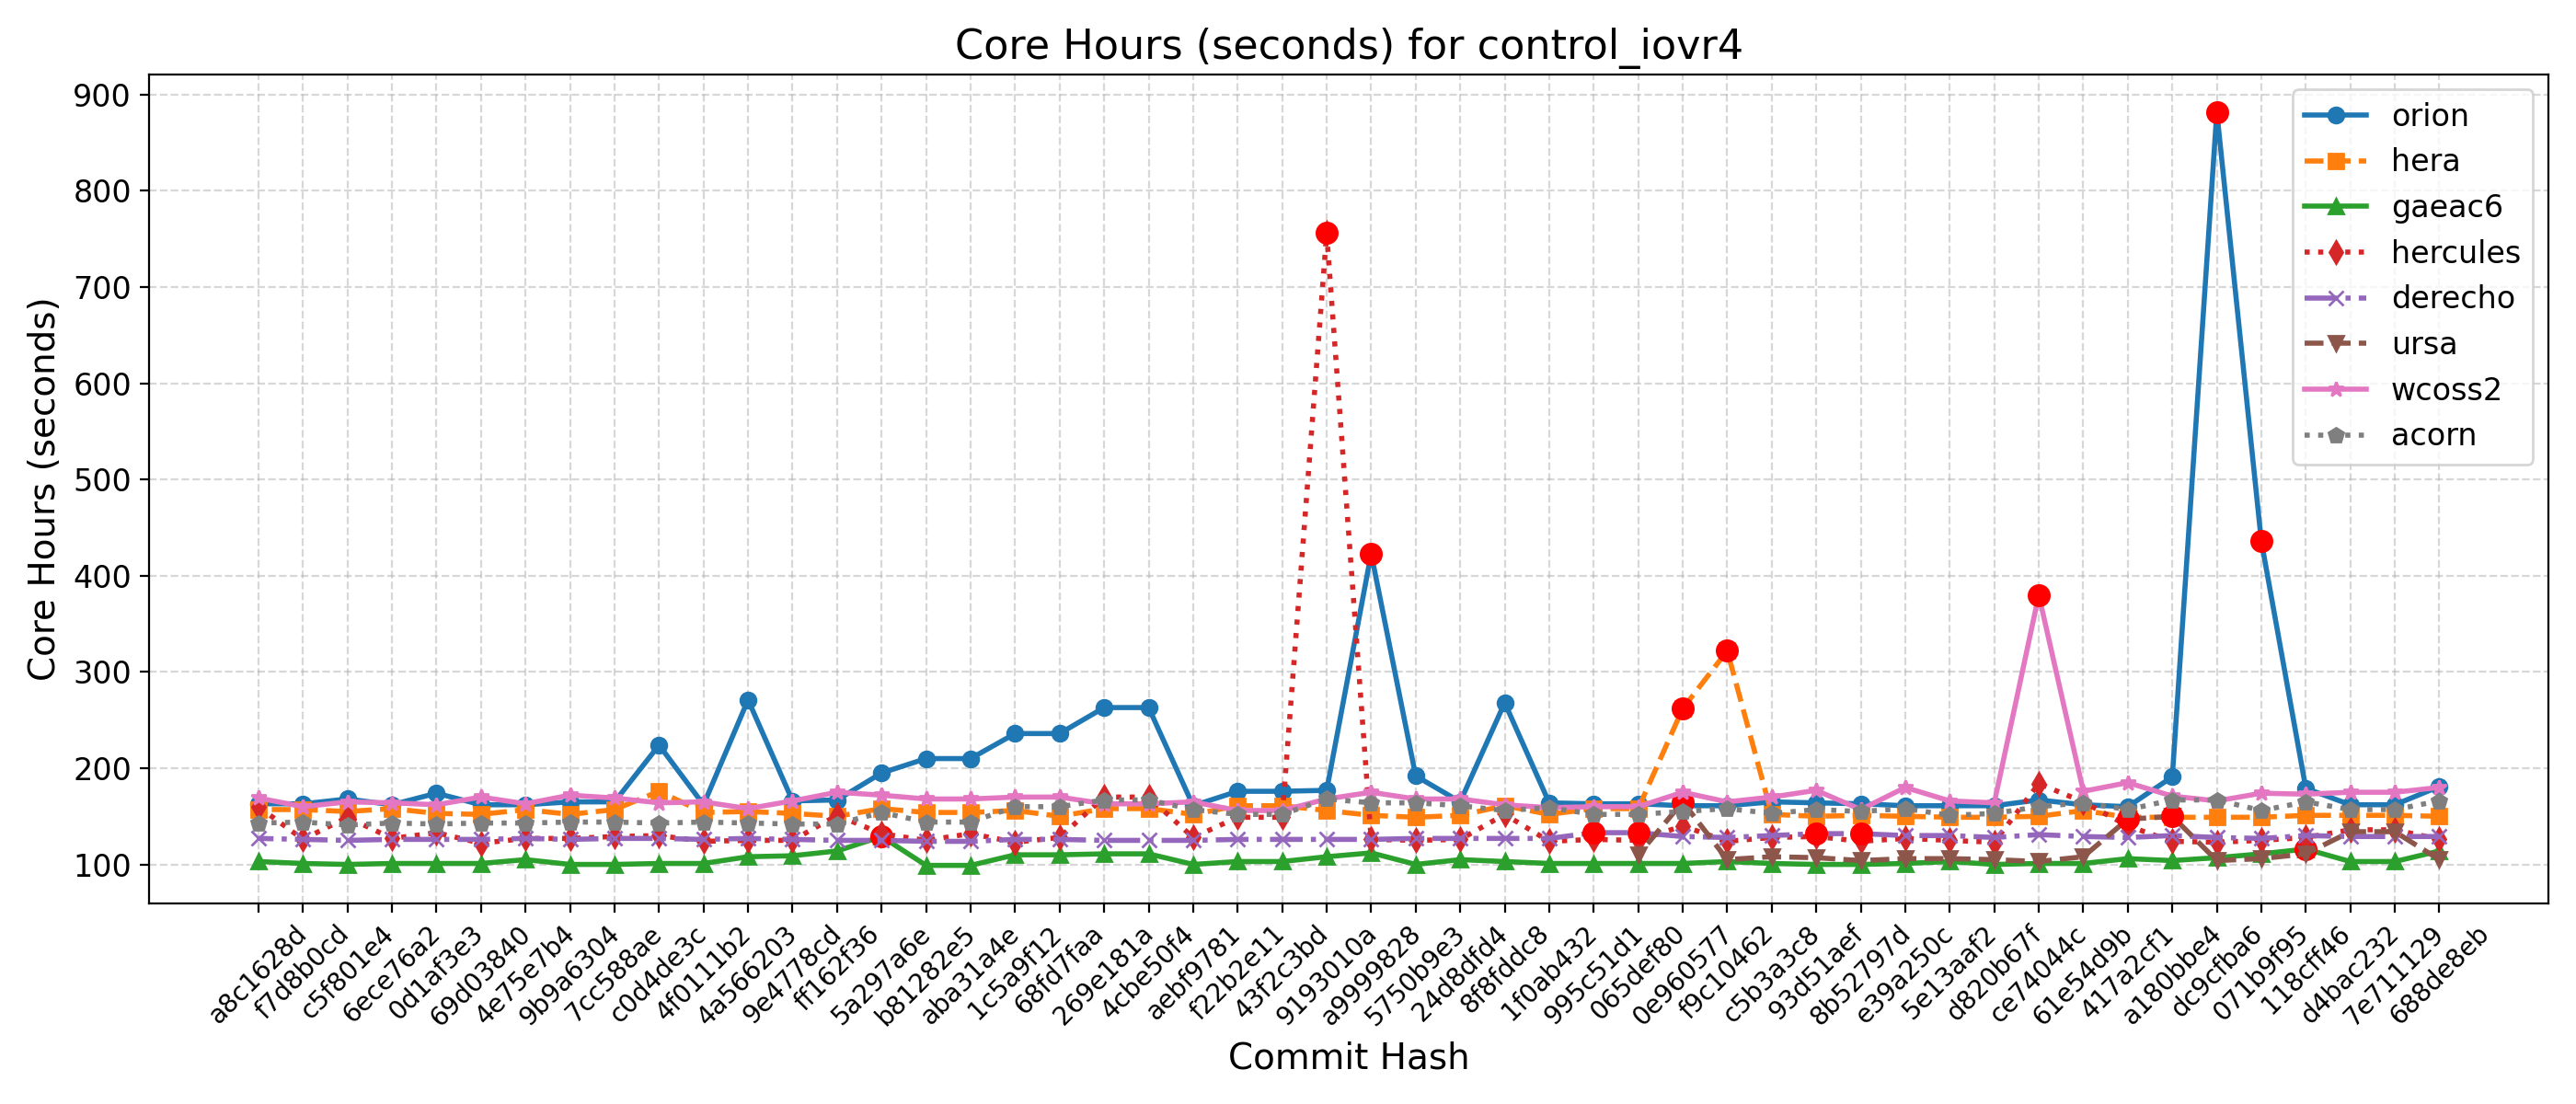 Core Hours (seconds) for control_iovr4
Core Hours (seconds)
900
800
700
600
500
400
300
200
100
orion
hera
gaeac6
hercules
derecho
ursa
wcoss2
acorn
a8c1628d
f7d8b0cd
c5f801e4
6ece76a2
0d1af3e3
69d03840
4e75e7b4
9b9a6304
7cc588ae
c0d4de3c
4f0111b2
4a566203
9e4778cd
ff162f36
5a297a6e
b81282e5
aba31a4e
1c5a9f12
68fd7faa
269e181a
4cbe50f4
aebf9781
f22b2e11
43f2c3bd
9193010a
a9999828
5750b9e3
24d8dfd4
8f8fddc8
1f0ab432
995c51d1
065def80
0e960577
f9c10462
c5b3a3c8
93d51aef
8b52797d
e39a250c
5e13aaf2
d820b67f
ce74044c
61e54d9b
417a2cf1
a180bbe4
dc9cfba6
071b9f95
118cff46
d4bac232
7e711129
688de8eb
Commit Hash